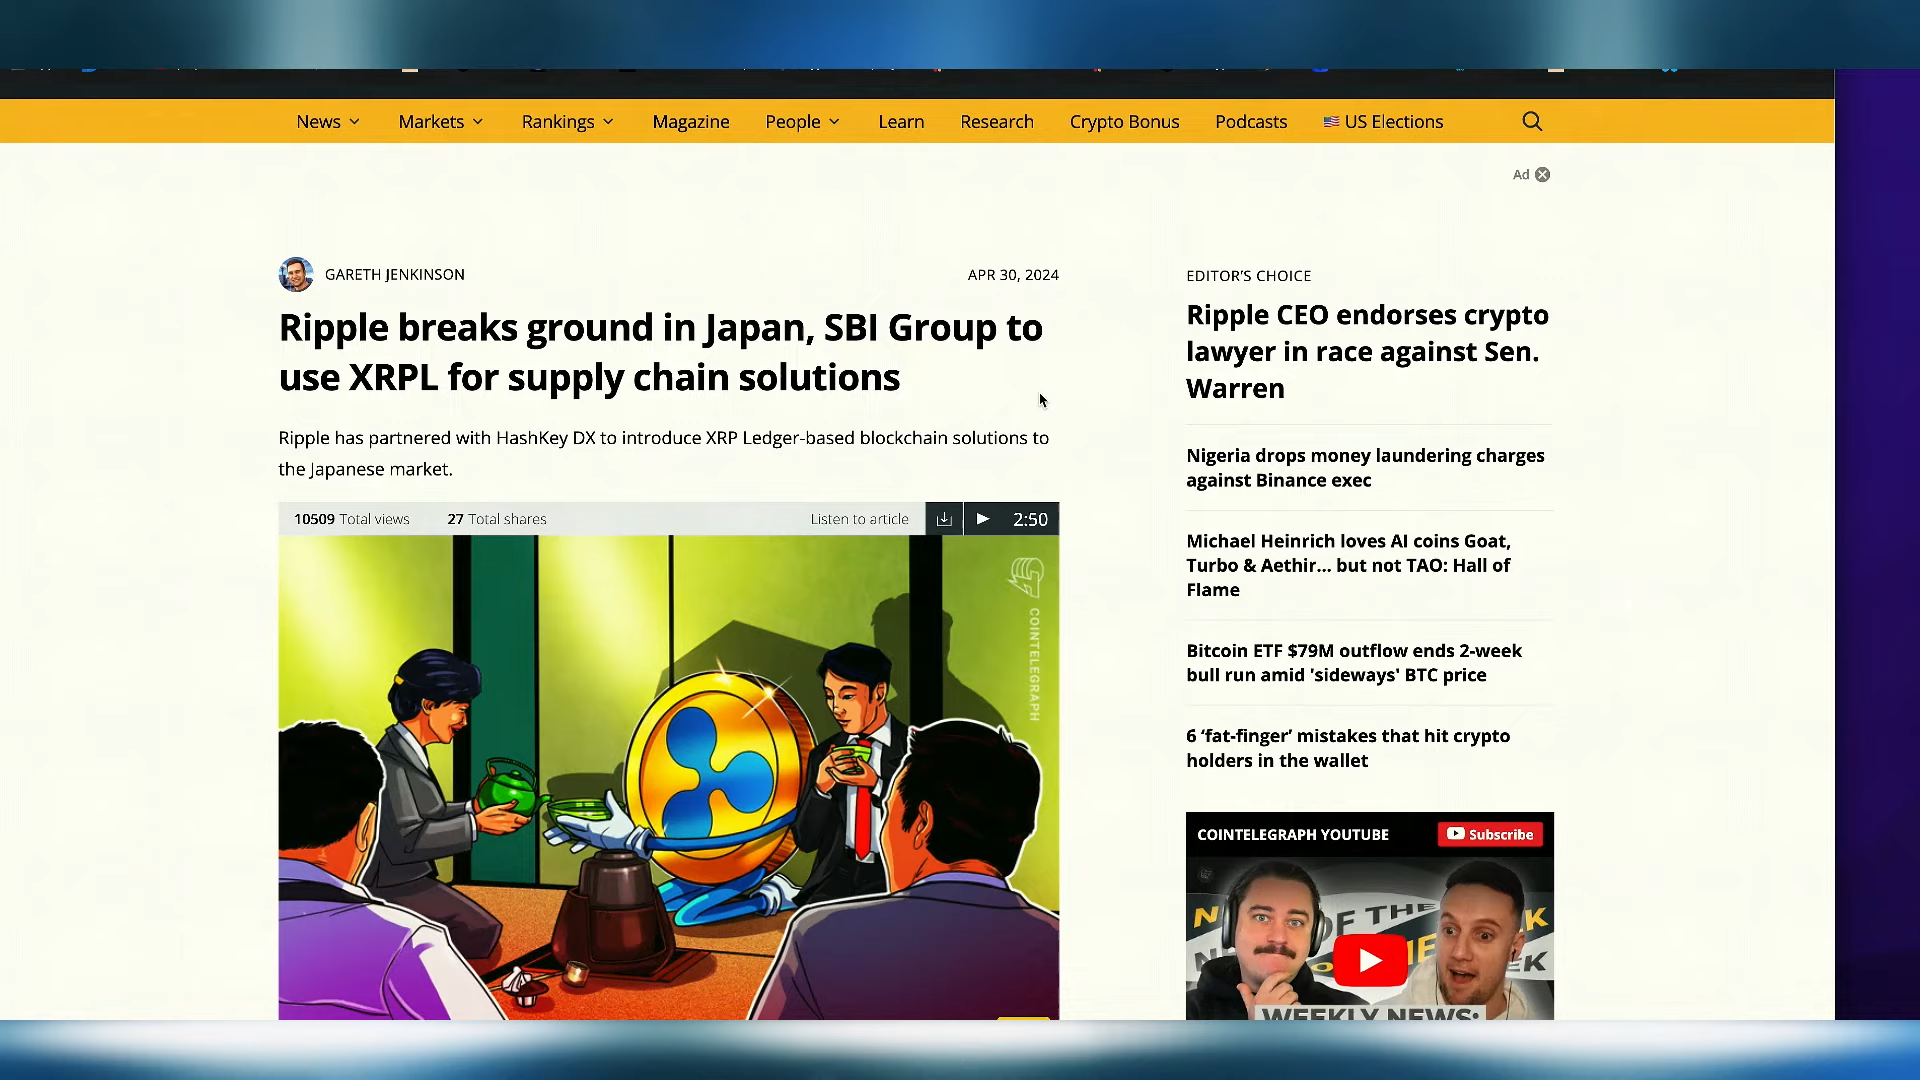 News
Markets
Rankings
Magazine
People
Learn
Research
Crypto Bonus
Podcasts
US Elections
Ad
GARETH JENKINSON
APR 30, 2024
Ripple breaks ground in Japan, SBI Group to
use XRPL for supply chain solutions
Ripple has partnered with HashKey DX to introduce XRP Ledger-based blockchain solutions to
the Japanese market.
10509 Total views
27 Total shares
Listen to article
2:50
COINTELEGRAPH
EDITOR'S CHOICE
Ripple CEO endorses crypto
lawyer in race against Sen.
Warren
Nigeria drops money laundering charges
against Binance exec
Michael Heinrich loves AI coins Goat,
Turbo & Aethir... but not TAO: Hall of
Flame
Bitcoin ETF $79M outflow ends 2-week
bull run amid 'sideways' BTC price
6 ‘fat-finger’ mistakes that hit crypto
holders in the wallet
COINTELEGRAPH YOUTUBE
Subscribe
OF THE
WEEKLY NEWS: